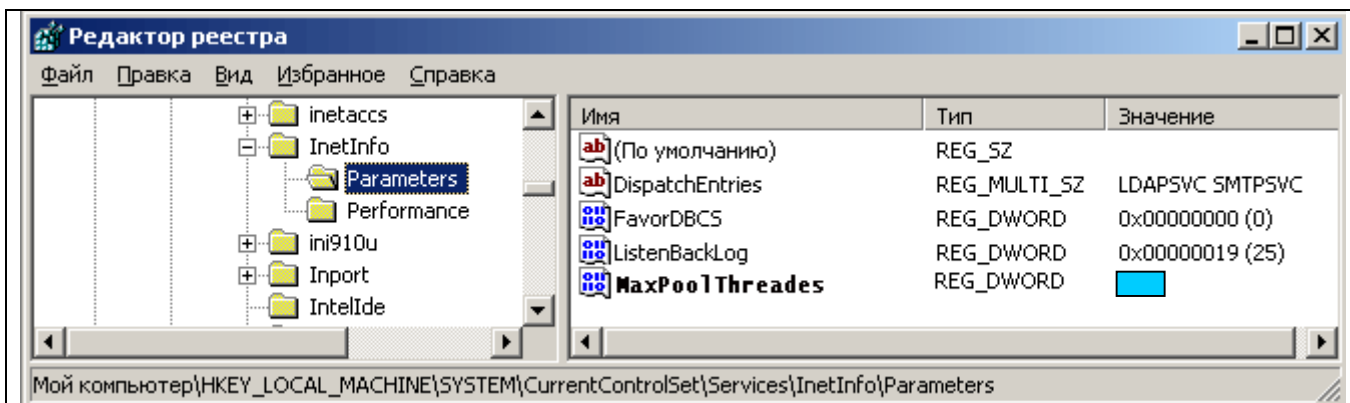 Редактор реестра
Файл Правка Вид Избранное Справка
inetaccs
InetInfo
Parameters
Performance
ini910u
Inport
IntelIde
Имя Тип Значение
(По умолчанию) REG_SZ
DispatchEntries REG_MULTI_SZ LDAPSVC SMTPSVC
FavorDBCS REG_DWORD 0x00000000 (0)
ListenBackLog REG_DWORD 0x00000019 (25)
MaxPoolThreades REG_DWORD
Мой компьютер\HKEY_LOCAL_MACHINE\SYSTEM\CurrentControlSet\Services\InetInfo\Parameters